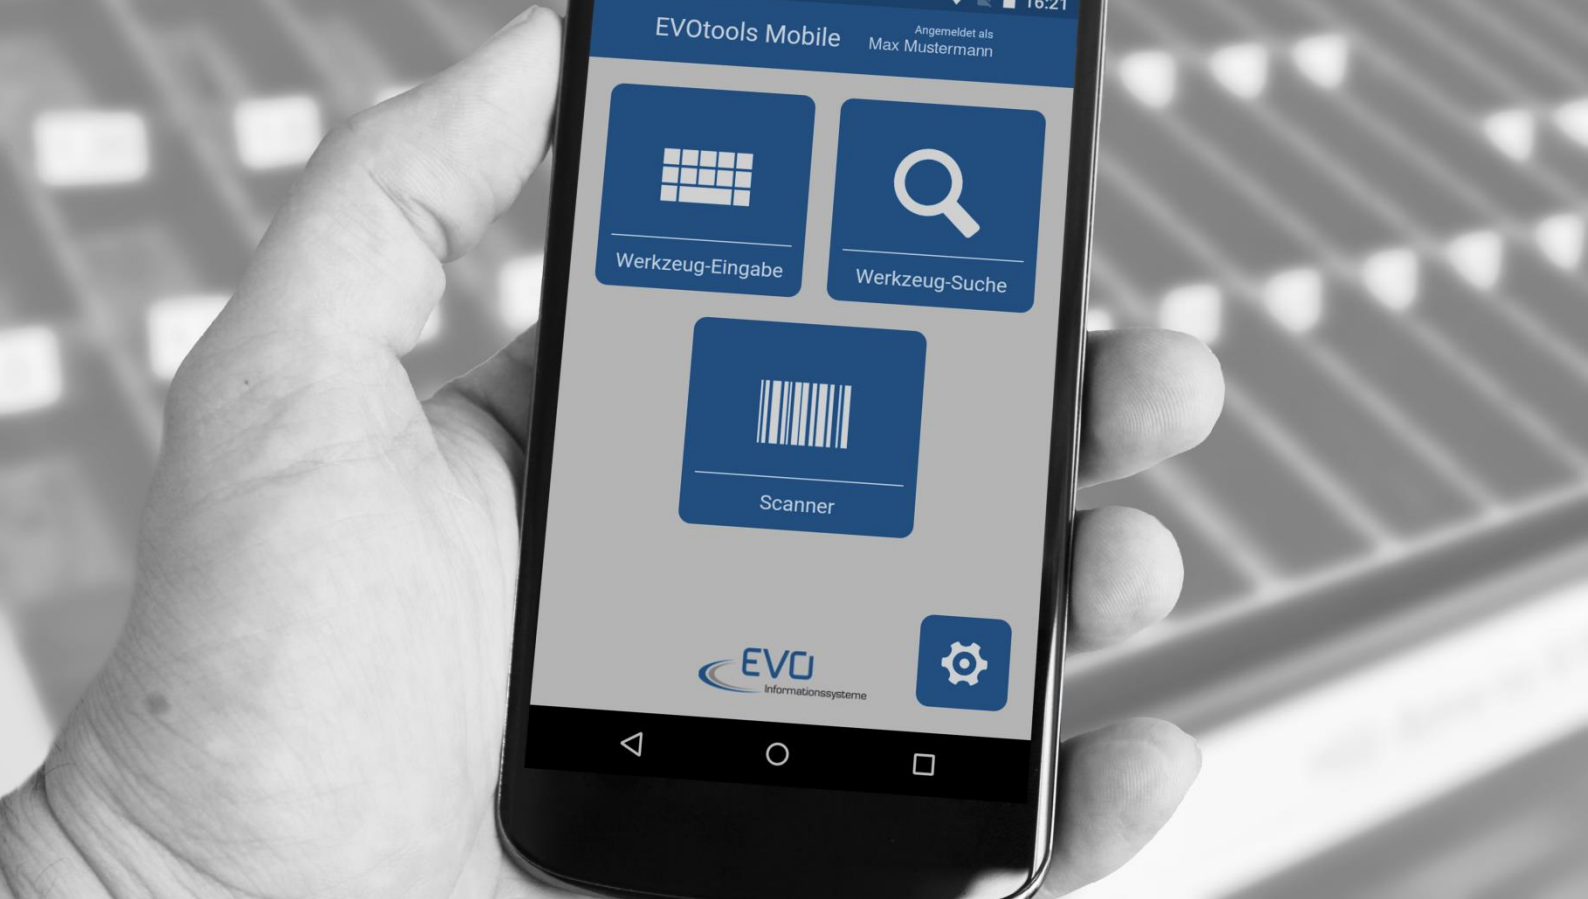 16:21
EVOtools Mobile
Angemeldet als
Max Mustermann
Werkzeug-Eingabe
Werkzeug-Suche
Scanner
EVO
Informationssysteme